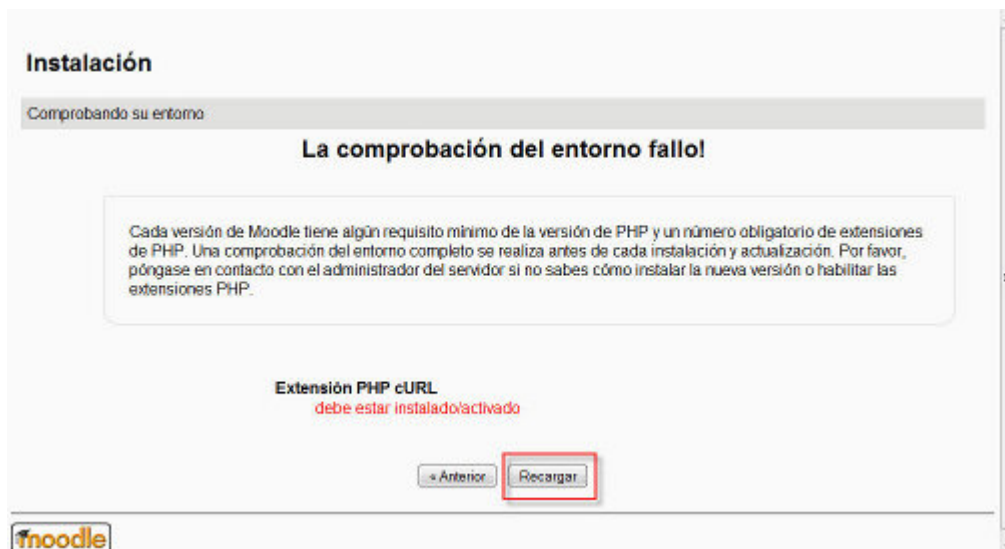 Instalación
Comprobando su entorno
La comprobación del entorno fallo!
Cada versión de Moodle tiene algún requisito mínimo de la versión de PHP y un número obligatorio de extensiones
de PHP. Una comprobación del entorno completo se realiza antes de cada instalación y actualización. Por favor,
póngase en contacto con el administrador del servidor si no sabes cómo instalar la nueva versión o habilitar las
extensiones PHP.
Extensión PHP cURL
debe estar instalado/activado
« Anterior Recargar
moodle